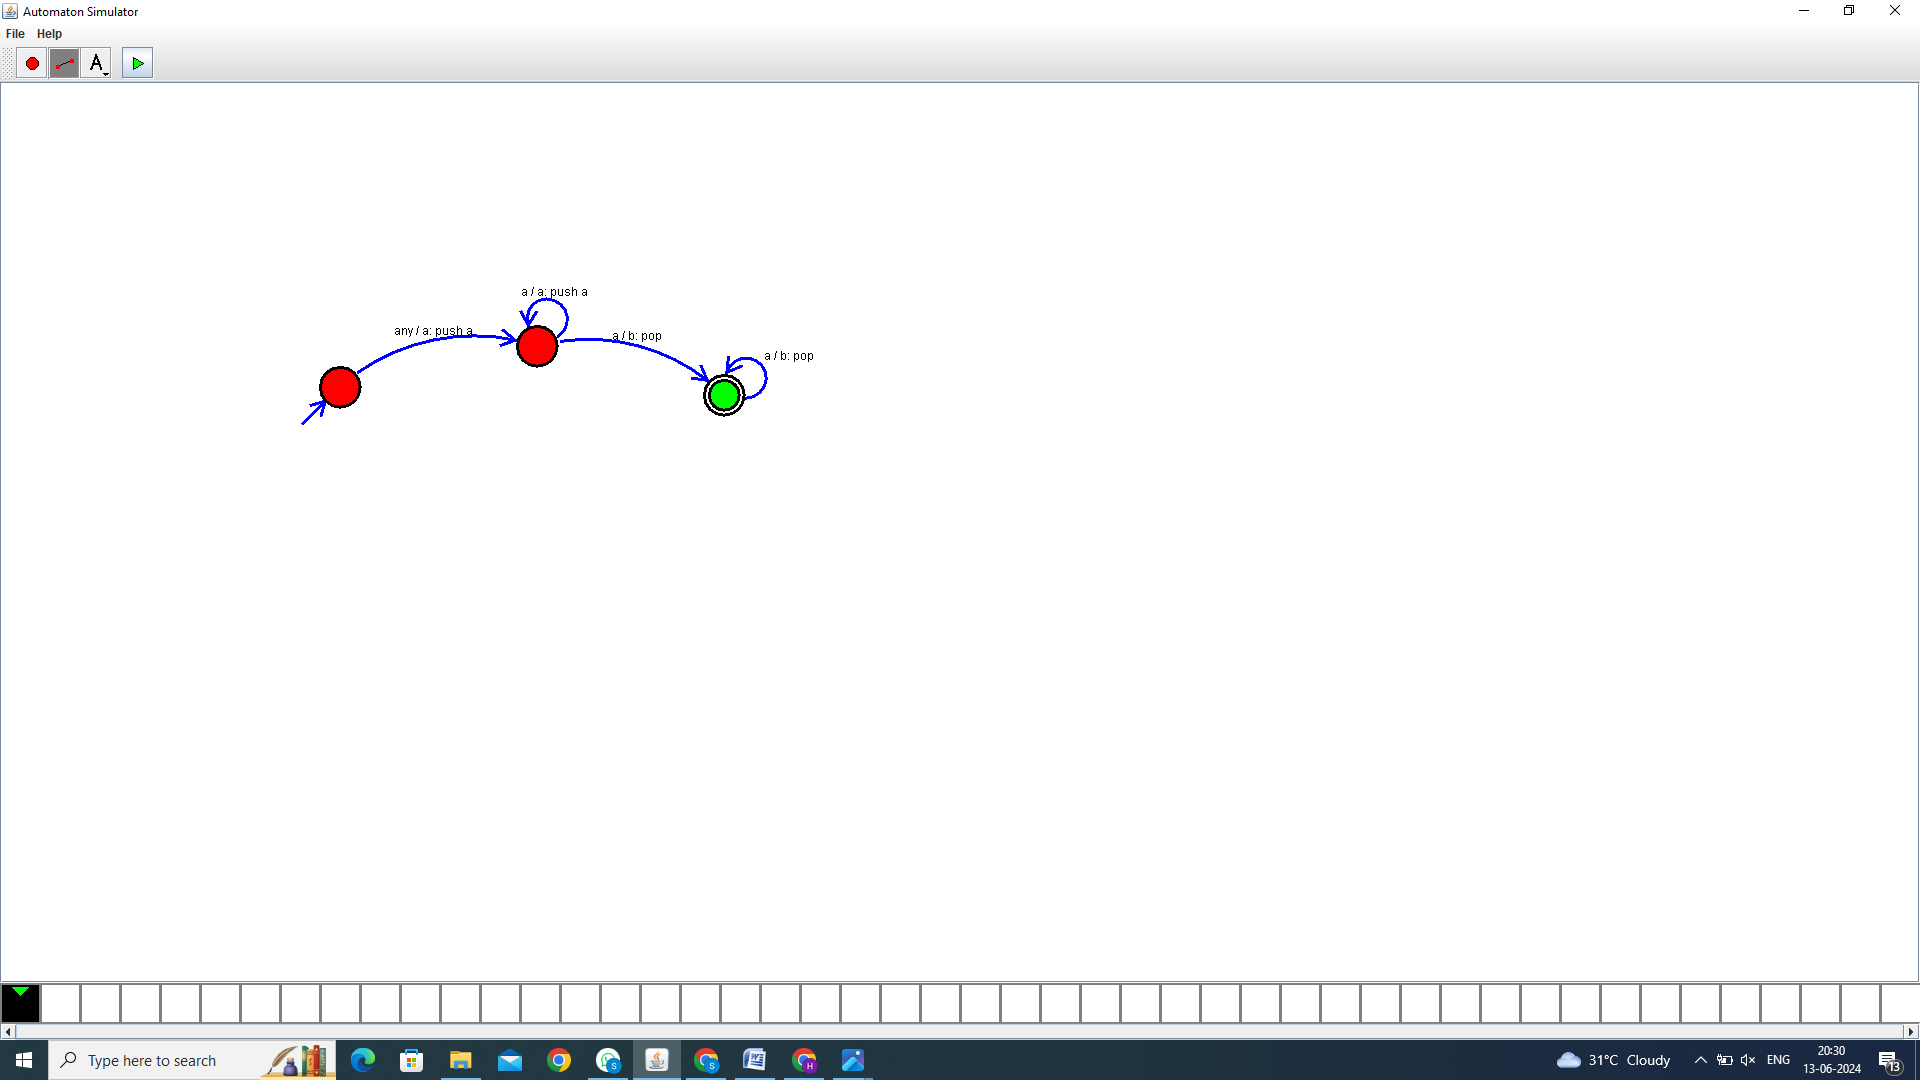 Automaton Simulator
File Help
A
a / a: push a
any / a: push a
a / b: pop
a / b: pop
Type here to search
S
S
W
H
31°C Cloudy
ENG
20:30
13-06-2024
13